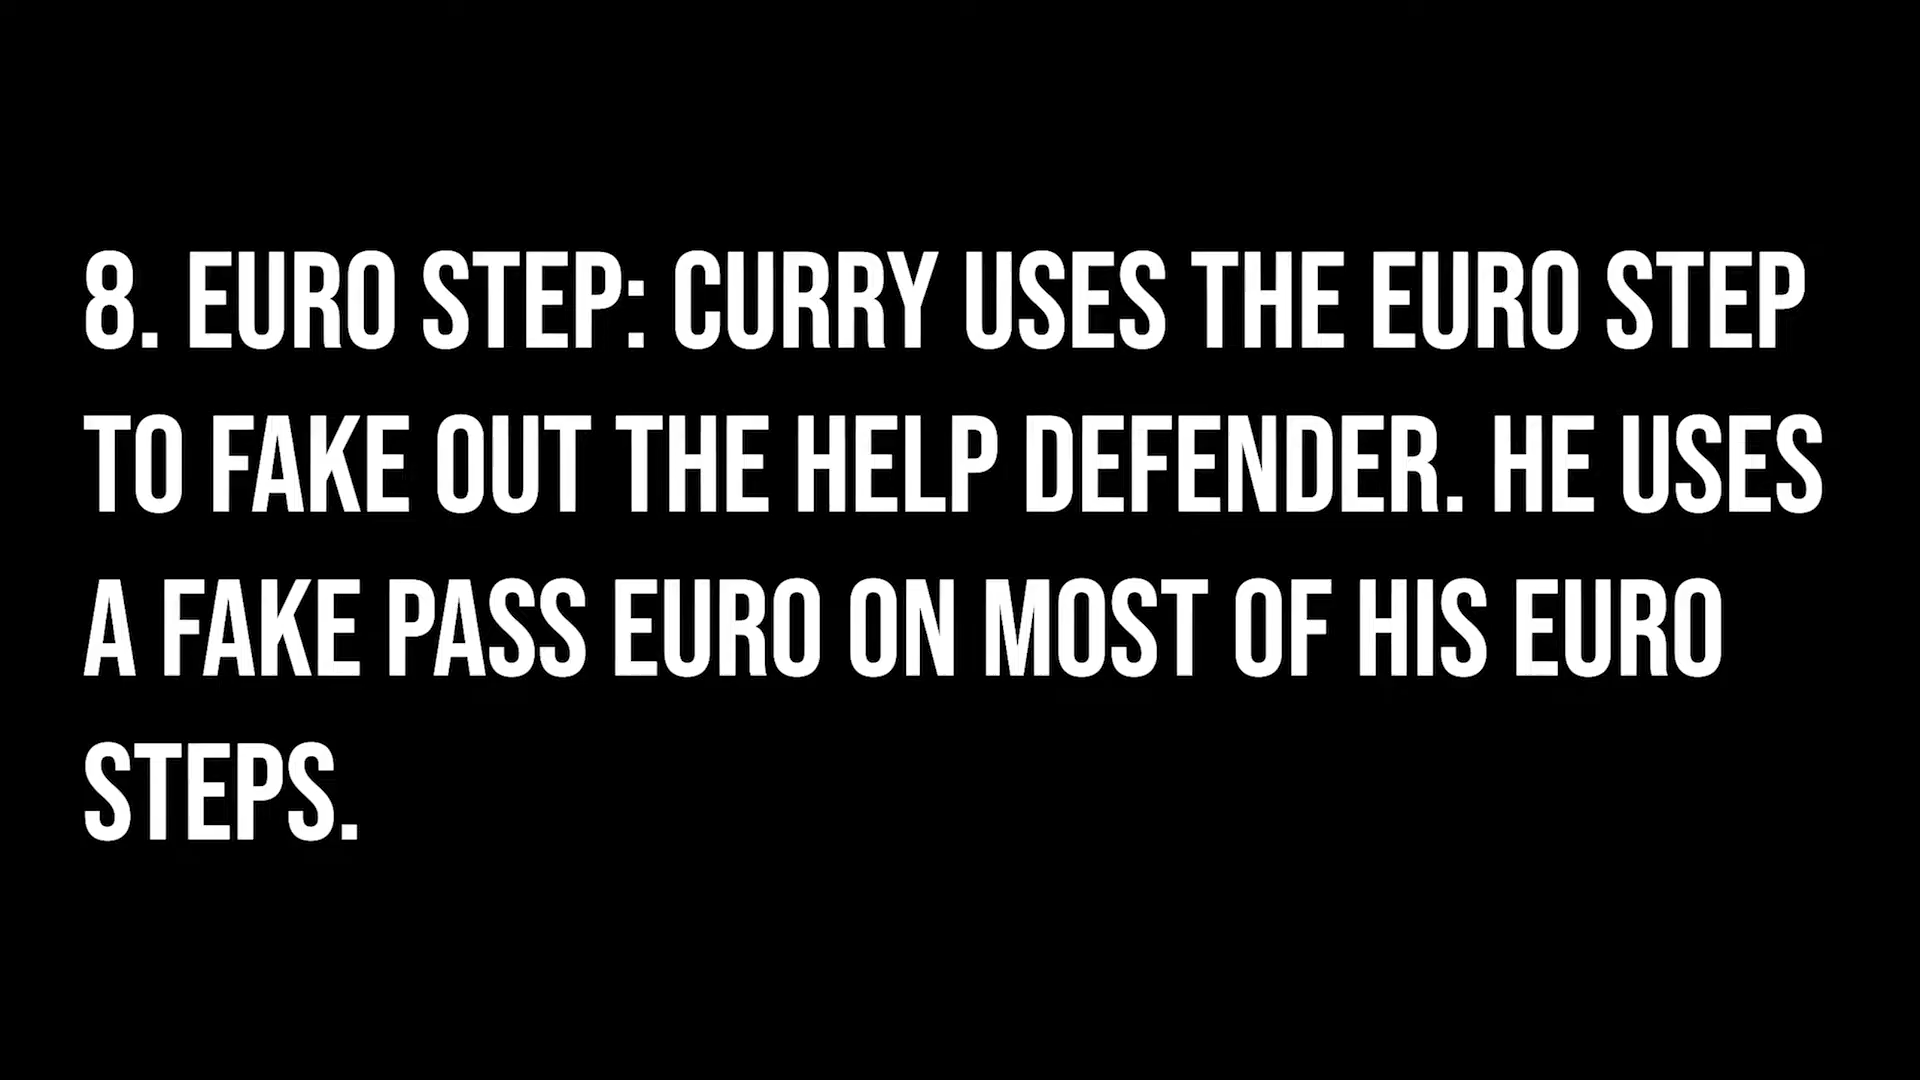 8. EURO STEP: CURRY USES THE EURO STEP
TO FAKE OUT THE HELP DEFENDER. HE USES
A FAKE PASS EURO ON MOST OF HIS EURO
STEPS.